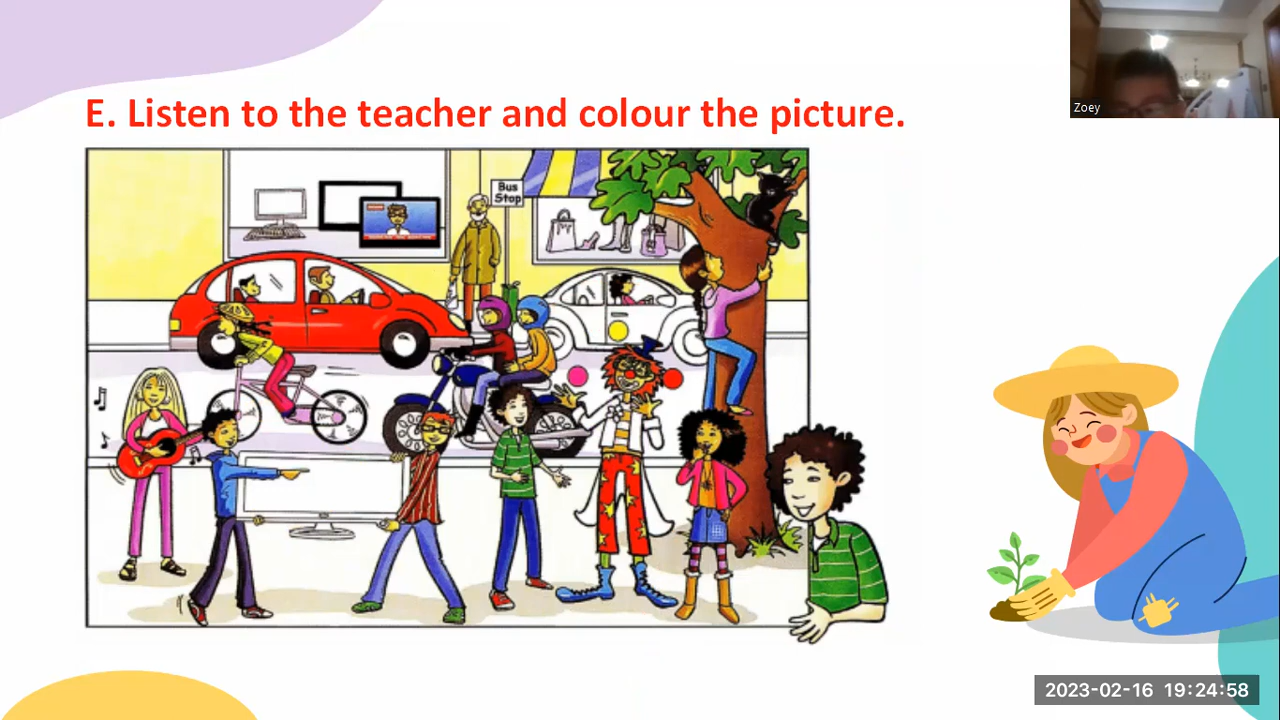 Zoey
E. Listen to the teacher and colour the picture.
Bus
Stop
2023-02-16 19:24:58